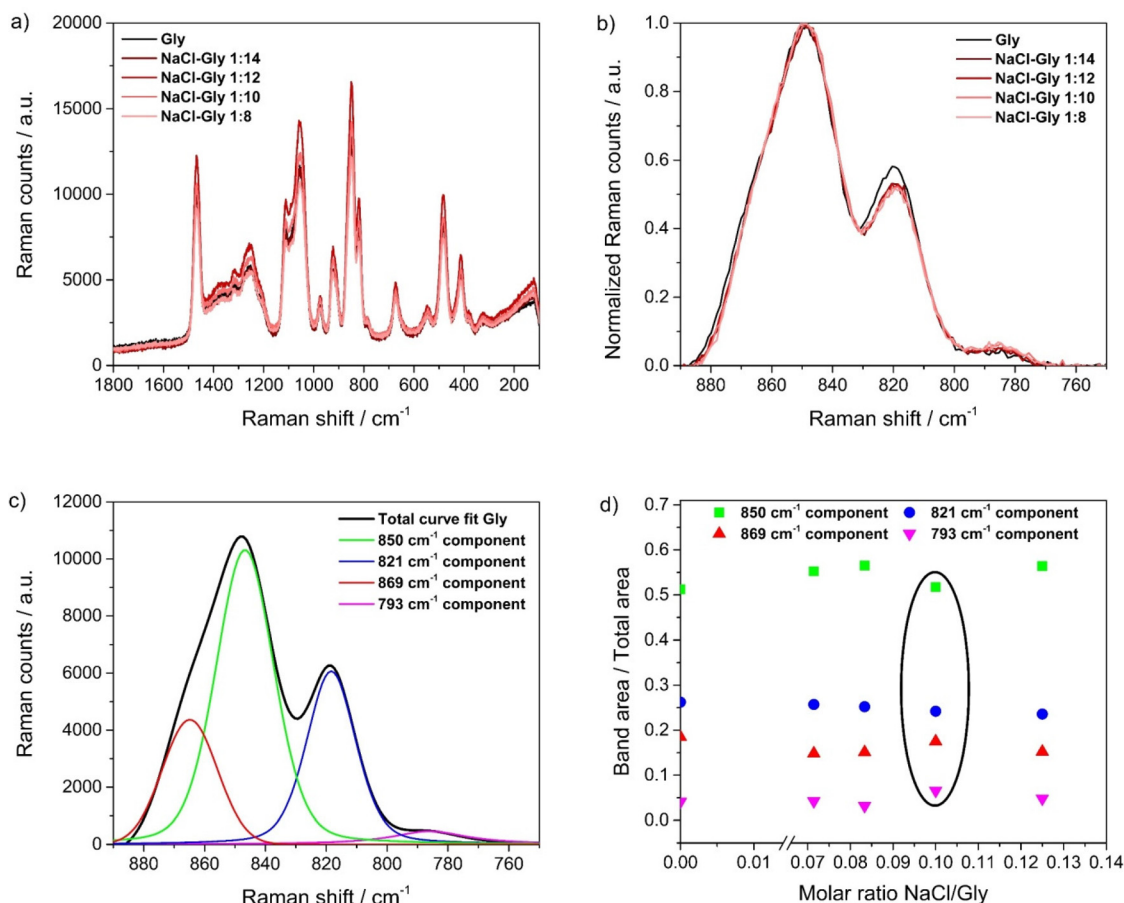 a)
20000
15000
10000
5000
0
Raman counts / a.u.
Gly
NaCl-Gly 1:14
NaCl-Gly 1:12
NaCl-Gly 1:10
NaCl-Gly 1:8
1800 1600 1400 1200 1000 800 600 400 200
Raman shift / cm⁻¹
b)
1.0
0.8
0.6
0.4
0.2
0.0
Normalized Raman counts / a.u.
Gly
NaCl-Gly 1:14
NaCl-Gly 1:12
NaCl-Gly 1:10
NaCl-Gly 1:8
880 860 840 820 800 780 760
Raman shift / cm⁻¹
c)
12000
10000
8000
6000
4000
2000
0
Raman counts / a.u.
Total curve fit Gly
850 cm⁻¹ component
821 cm⁻¹ component
869 cm⁻¹ component
793 cm⁻¹ component
880 860 840 820 800 780 760
Raman shift / cm⁻¹
d)
0.7
0.6
0.5
0.4
0.3
0.2
0.1
0.0
Band area / Total area
850 cm⁻¹ component 821 cm⁻¹ component
869 cm⁻¹ component 793 cm⁻¹ component
0.00 0.01 0.07 0.08 0.09 0.10 0.11 0.12 0.13 0.14
Molar ratio NaCl/Gly